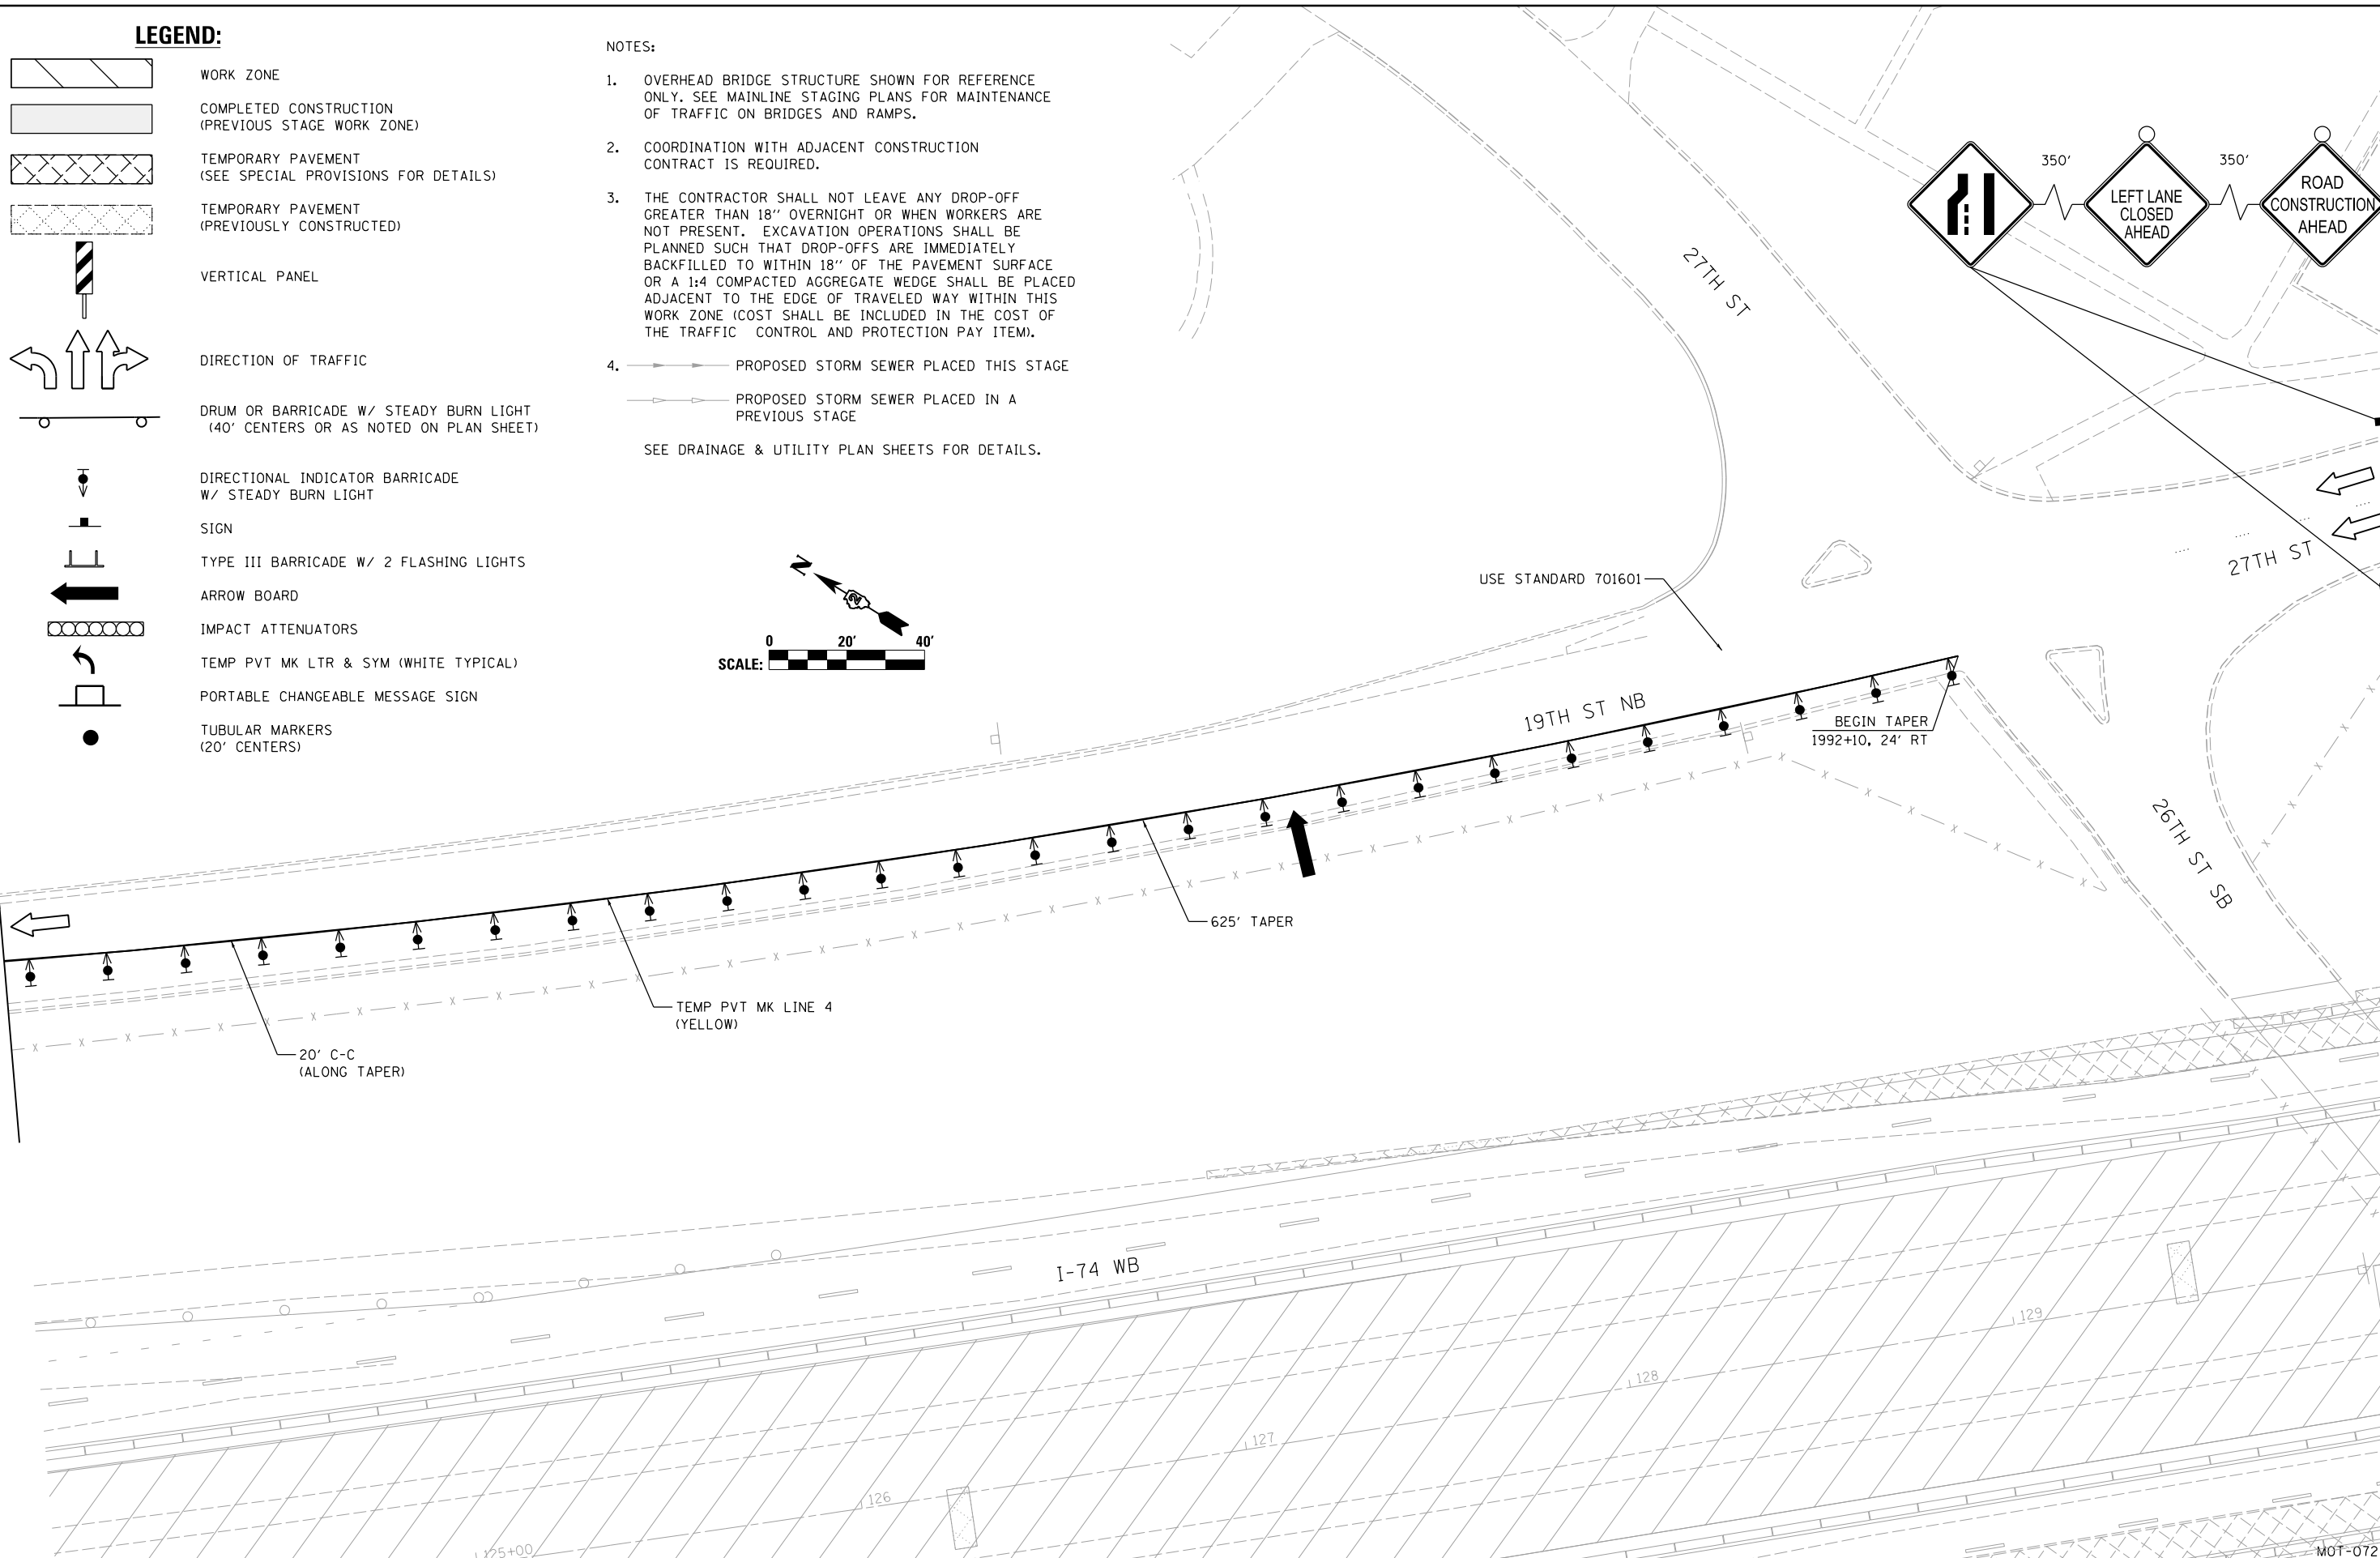 LEGEND:
WORK ZONE
COMPLETED CONSTRUCTION
(PREVIOUS STAGE WORK ZONE)
TEMPORARY PAVEMENT
(SEE SPECIAL PROVISIONS FOR DETAILS)
TEMPORARY PAVEMENT
(PREVIOUSLY CONSTRUCTED)
VERTICAL PANEL
DIRECTION OF TRAFFIC
DRUM OR BARRICADE W/ STEADY BURN LIGHT
(40' CENTERS OR AS NOTED ON PLAN SHEET)
DIRECTIONAL INDICATOR BARRICADE
W/ STEADY BURN LIGHT
SIGN
TYPE III BARRICADE W/ 2 FLASHING LIGHTS
ARROW BOARD
IMPACT ATTENUATORS
TEMP PVT MK LTR & SYM (WHITE TYPICAL)
PORTABLE CHANGEABLE MESSAGE SIGN
TUBULAR MARKERS
(20' CENTERS)
NOTES:
1. OVERHEAD BRIDGE STRUCTURE SHOWN FOR REFERENCE
ONLY. SEE MAINLINE STAGING PLANS FOR MAINTENANCE
OF TRAFFIC ON BRIDGES AND RAMPS.
2. COORDINATION WITH ADJACENT CONSTRUCTION
CONTRACT IS REQUIRED.
3. THE CONTRACTOR SHALL NOT LEAVE ANY DROP-OFF
GREATER THAN 18'' OVERNIGHT OR WHEN WORKERS ARE
NOT PRESENT. EXCAVATION OPERATIONS SHALL BE
PLANNED SUCH THAT DROP-OFFS ARE IMMEDIATELY
BACKFILLED TO WITHIN 18'' OF THE PAVEMENT SURFACE
OR A 1:4 COMPACTED AGGREGATE WEDGE SHALL BE PLACED
ADJACENT TO THE EDGE OF TRAVELED WAY WITHIN THIS
WORK ZONE (COST SHALL BE INCLUDED IN THE COST OF
THE TRAFFIC CONTROL AND PROTECTION PAY ITEM).
4. PROPOSED STORM SEWER PLACED THIS STAGE
PROPOSED STORM SEWER PLACED IN A
PREVIOUS STAGE
SEE DRAINAGE & UTILITY PLAN SHEETS FOR DETAILS.
N
2
0 20' 40'
SCALE:
350'
350'
LEFT LANE
CLOSED
AHEAD
ROAD
CONSTRUCTION
AHEAD
27TH ST
27TH ST
USE STANDARD 701601
19TH ST NB
BEGIN TAPER
1992+10, 24' RT
26TH ST SB
625' TAPER
TEMP PVT MK LINE 4
(YELLOW)
20' C-C
(ALONG TAPER)
I-74 WB
129
128
127
126
125+00
MOT-072